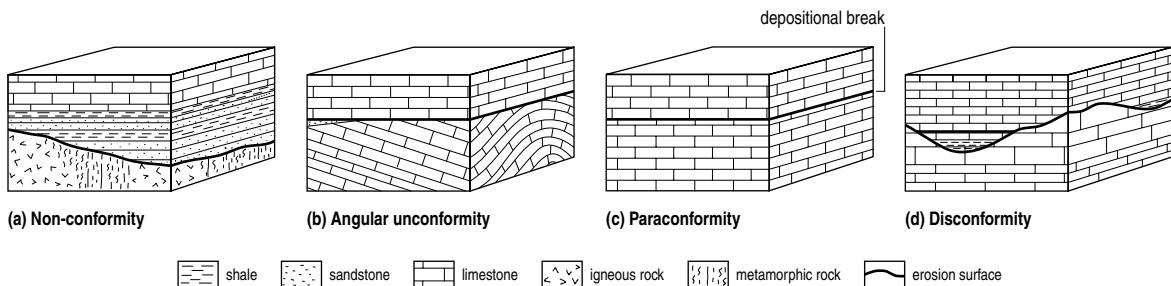 depositional break
(a) Non-conformity
(b) Angular unconformity
(c) Paraconformity
(d) Disconformity
shale
sandstone
limestone
igneous rock
metamorphic rock
erosion surface